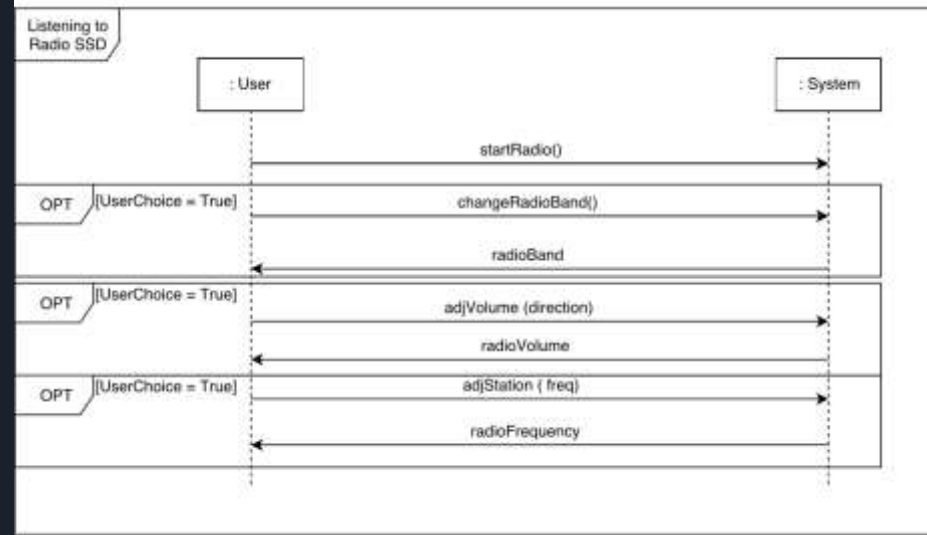 Listening to
Radio SSD
: User
: System
startRadio()
OPT
[UserChoice = True]
changeRadioBand()
radioBand
OPT
[UserChoice = True]
adjVolume (direction)
radioVolume
OPT
[UserChoice = True]
adjStation ( freq)
radioFrequency